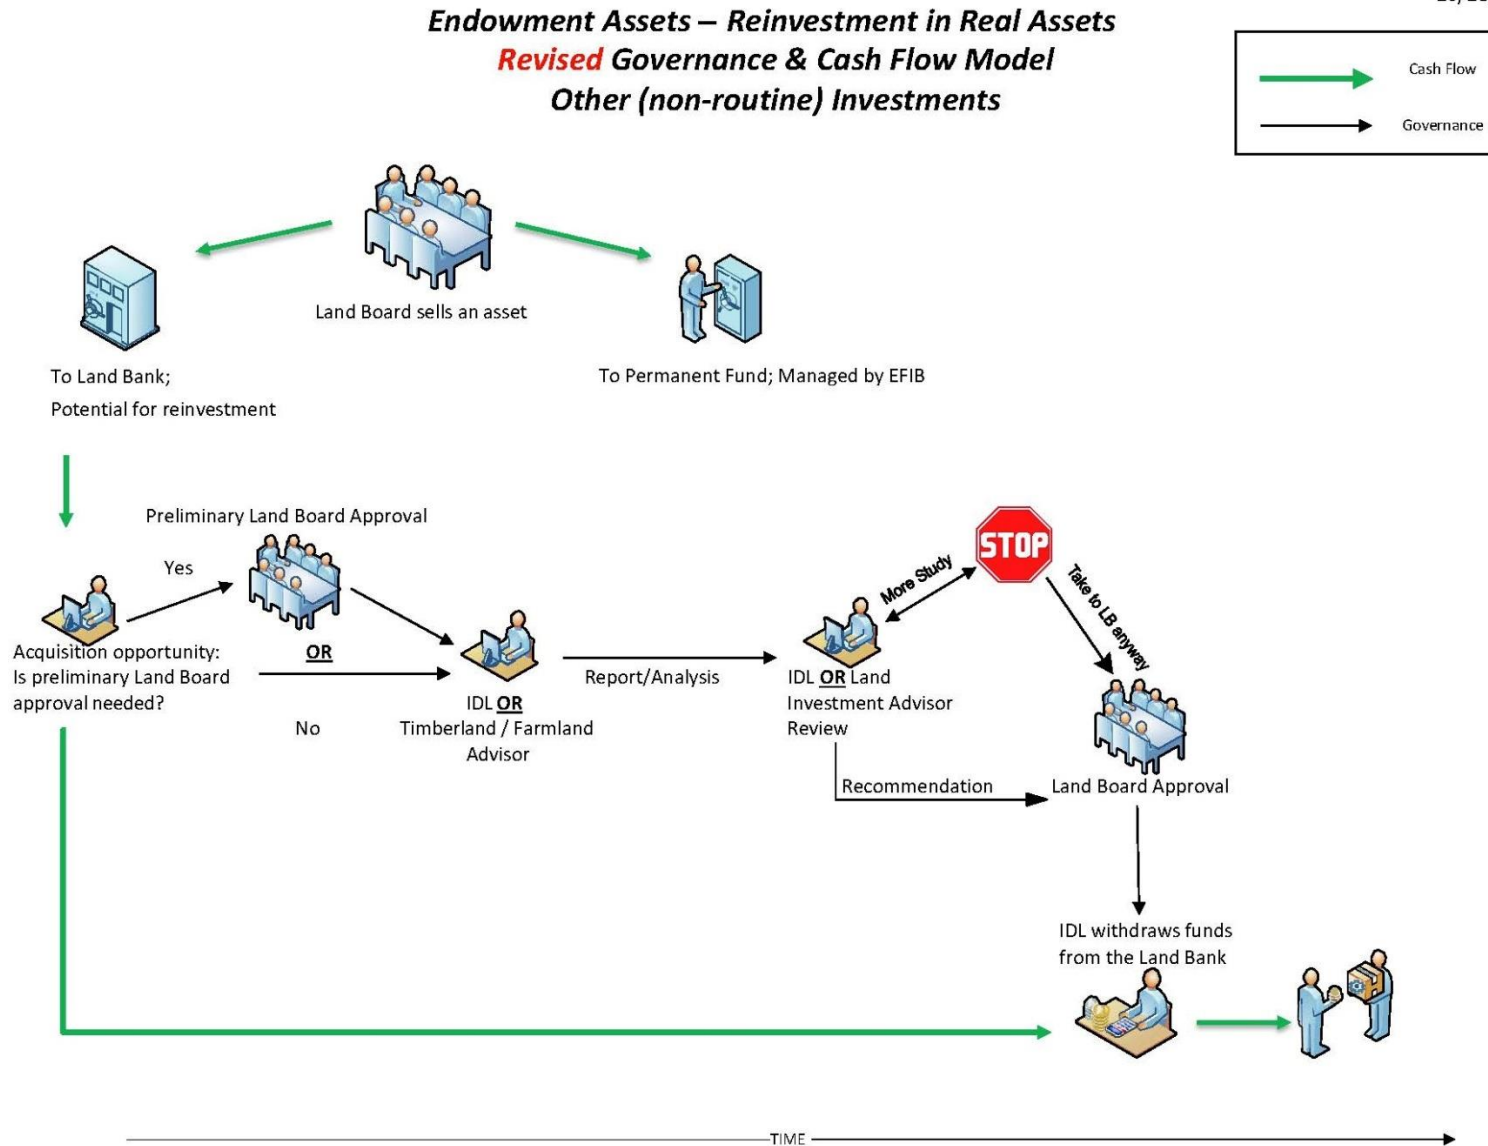 Endowment Assets – Reinvestment in Real Assets
Revised Governance & Cash Flow Model
Other (non-routine) Investments
Cash Flow
Governance
Land Board sells an asset
To Land Bank;
Potential for reinvestment
To Permanent Fund; Managed by EFIB
Preliminary Land Board Approval
Yes
STOP
More Study
Take to LB anyway
Acquisition opportunity:
Is preliminary Land Board
approval needed?
OR
No
IDL OR
Timberland / Farmland
Advisor
Report/Analysis
IDL OR Land
Investment Advisor
Review
Recommendation
Land Board Approval
IDL withdraws funds
from the Land Bank
TIME